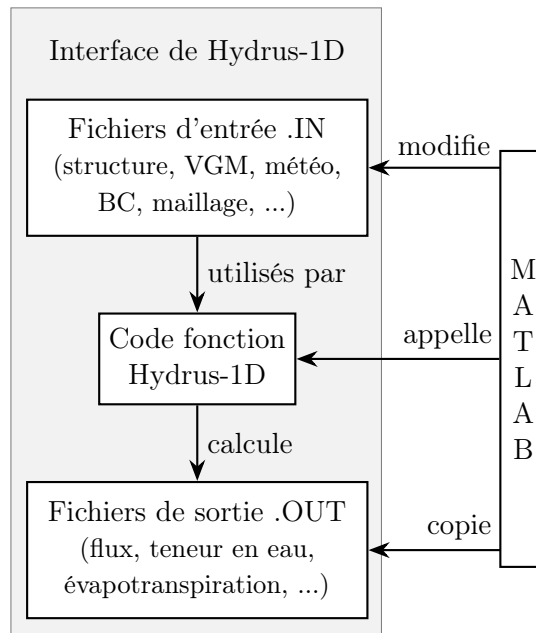 Interface de Hydrus-1D
Fichiers d'entrée .IN
(structure, VGM, météo,
BC, maillage, ...)
modifie
utilisés par
Code fonction
Hydrus-1D
appelle
calcule
Fichiers de sortie .OUT
(flux, teneur en eau,
évapotranspiration, ...)
copie
M
A
T
L
A
B